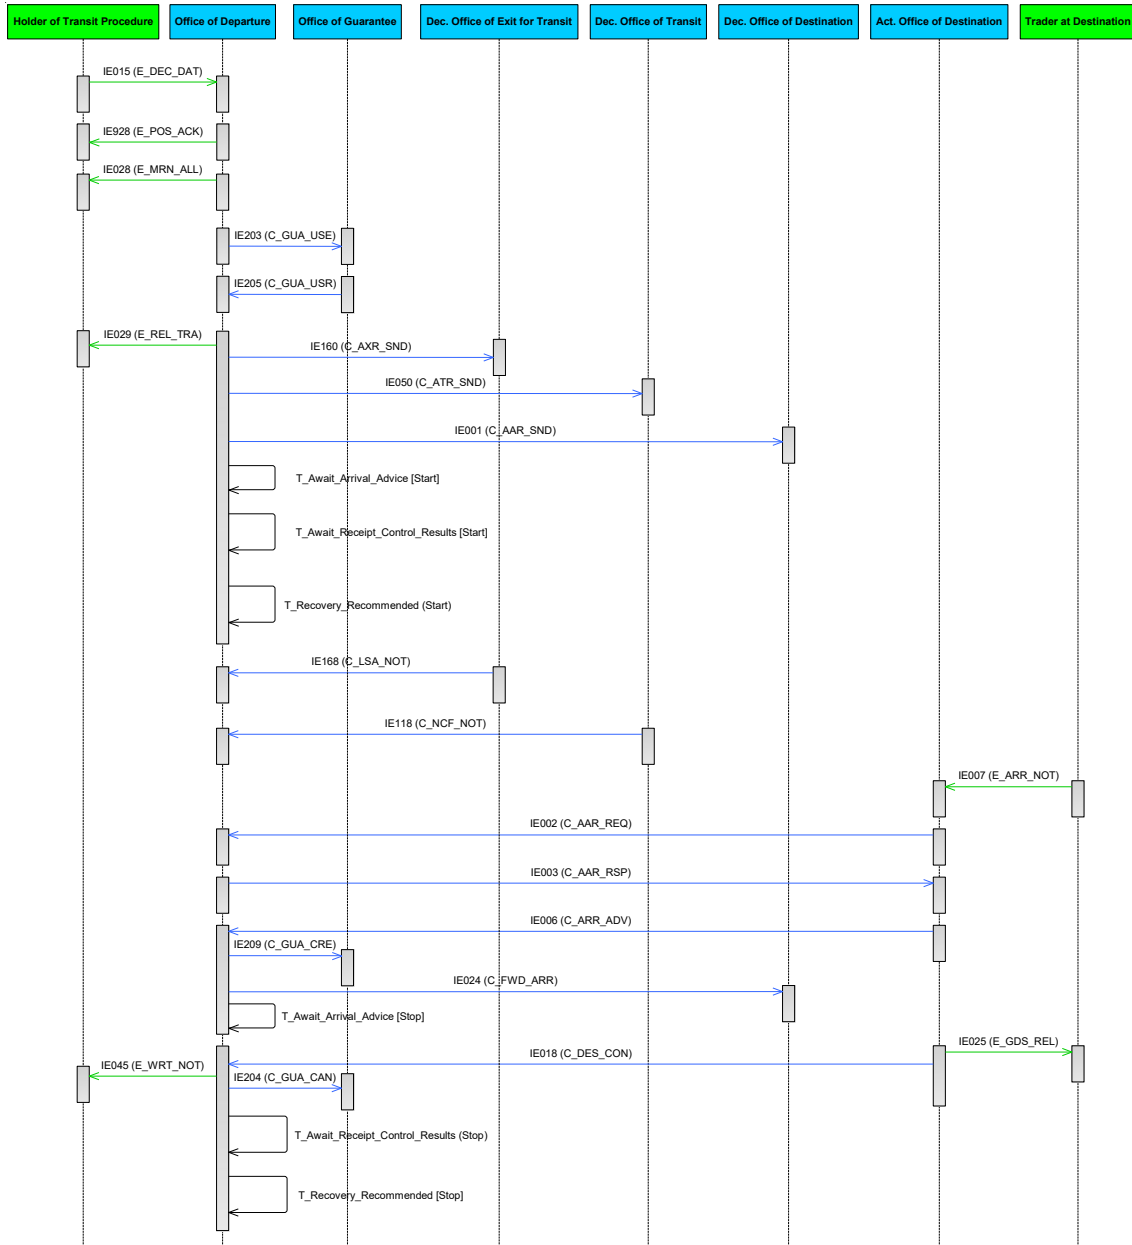 Holder of Transit Procedure
Office of Departure
Office of Guarantee
Dec. Office of Exit for Transit
Dec. Office of Transit
Dec. Office of Destination
Act. Office of Destination
Trader at Destination
IE015 (E_DEC_DAT)
IE928 (E_POS_ACK)
IE028 (E_MRN_ALL)
IE203 (C_GUA_USE)
IE205 (C_GUA_USR)
IE029 (E_REL_TRA)
IE160 (C_AXR_SND)
IE050 (C_ATR_SND)
IE001 (C_AAR_SND)
T_Await_Arrival_Advice [Start]
T_Await_Receipt_Control_Results [Start]
T_Recovery_Recommended (Start)
IE168 (C_LSA_NOT)
IE118 (C_NCF_NOT)
IE007 (E_ARR_NOT)
IE002 (C_AAR_REQ)
IE003 (C_AAR_RSP)
IE006 (C_ARR_ADV)
IE209 (C_GUA_CRE)
IE024 (C_FWD_ARR)
T_Await_Arrival_Advice [Stop]
IE025 (E_GDS_REL)
IE018 (C_DES_CON)
IE045 (E_WRT_NOT)
IE204 (C_GUA_CAN)
T_Await_Receipt_Control_Results (Stop)
T_Recovery_Recommended [Stop]